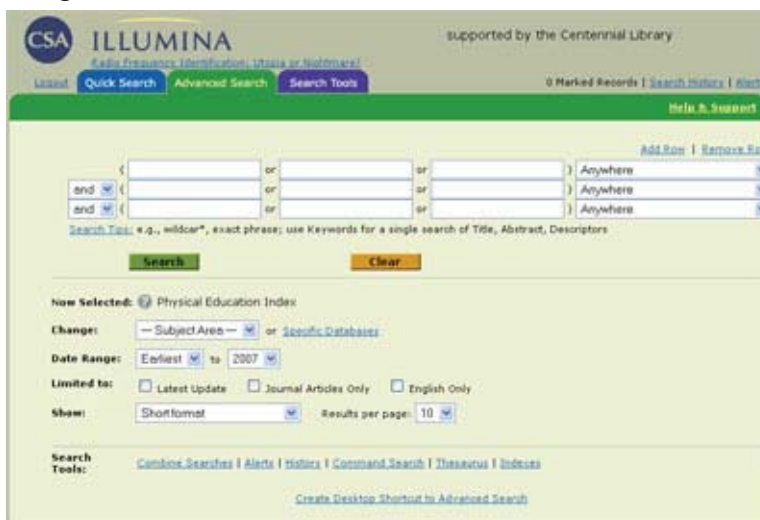 CSA ILLUMINA supported by the Centennial Library
Radio Frequency Identification: Utopia or Nightmare?
Logout Quick Search Advanced Search Search Tools 0 Marked Records | Search History | Alert
Help & Support
Add Row | Remove Ro
( or or ) Anywhere
and ( or or ) Anywhere
and ( or or ) Anywhere
Search Tips: e.g., wildcar*, exact phrase; use Keywords for a single search of Title, Abstract, Descriptors
Search Clear
Now Selected: Physical Education Index
Change: — Subject Area — or Specific Databases
Date Range: Earliest to 2007
Limited to: Latest Update Journal Articles Only English Only
Show: Short format Results per page: 10
Search Tools: Combine Searches | Alerts | History | Command Search | Thesaurus | Indexes
Create Desktop Shortcut to Advanced Search